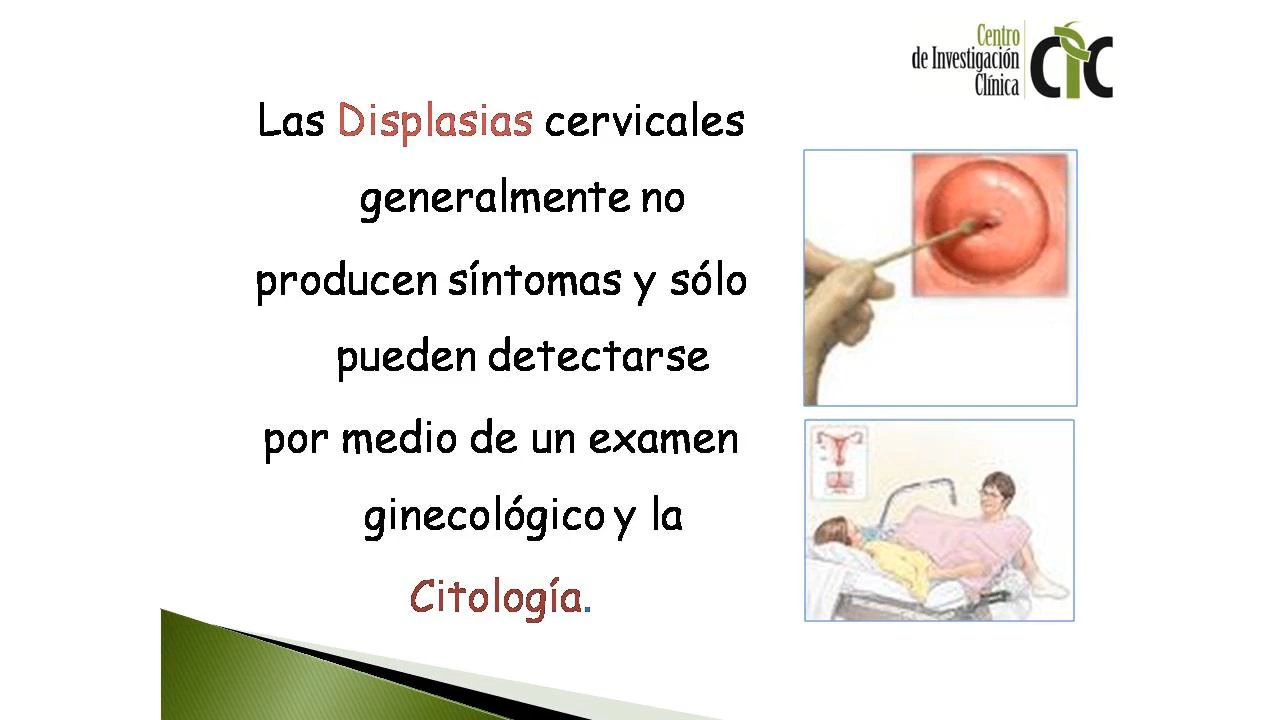 Centro
de Investigación
Clínica
CIC
Las Displasias cervicales
generalmente no
producen síntomas y sólo
pueden detectarse
por medio de un examen
ginecológico y la
Citología.